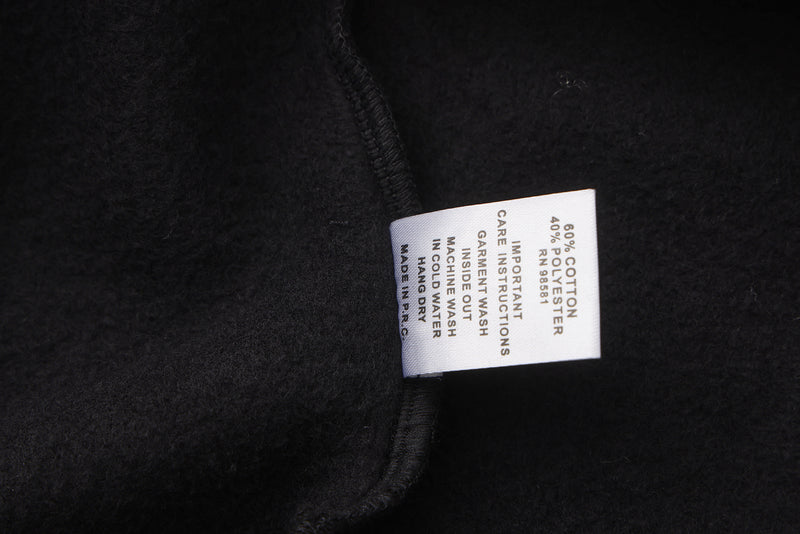 60% COTTON
40% POLYESTER
RN 98581
IMPORTANT
CARE INSTRUCTIONS
GARMENT WASH
INSIDE OUT
MACHINE WASH
IN COLD WATER
HANG DRY
MADE IN P.R.C.